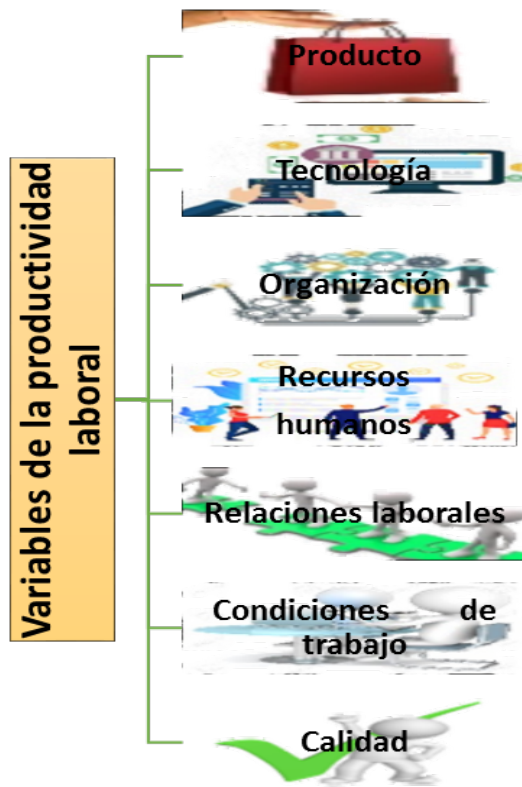 Variables de la productividad
laboral
Producto
Tecnología
Organización
Recursos
humanos
Relaciones laborales
Condiciones de
trabajo
Calidad